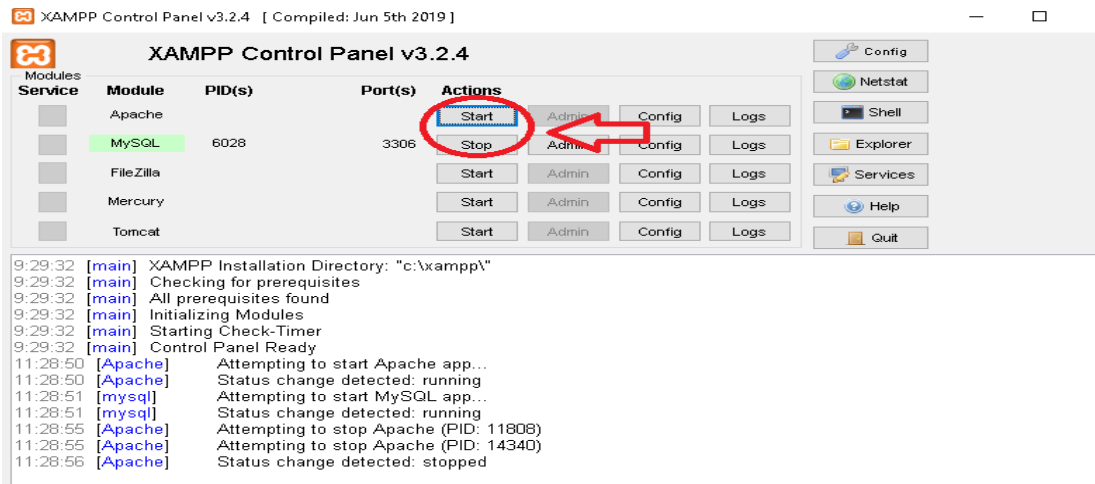 XAMPP Control Panel v3.2.4 [ Compiled: Jun 5th 2019 ]
XAMPP Control Panel v3.2.4
Config
Modules
Netstat
Service Module PID(s) Port(s) Actions
Apache Start Admin Config Logs Shell
MySQL 6028 3306 Stop Admin Config Logs Explorer
FileZilla Start Admin Config Logs Services
Mercury Start Admin Config Logs Help
Tomcat Start Admin Config Logs Quit
9:29:32 [main] XAMPP Installation Directory: "c:\xampp\"
9:29:32 [main] Checking for prerequisites
9:29:32 [main] All prerequisites found
9:29:32 [main] Initializing Modules
9:29:32 [main] Starting Check-Timer
9:29:32 [main] Control Panel Ready
11:28:50 [Apache] Attempting to start Apache app...
11:28:50 [Apache] Status change detected: running
11:28:51 [mysql] Attempting to start MySQL app...
11:28:51 [mysql] Status change detected: running
11:28:55 [Apache] Attempting to stop Apache (PID: 11808)
11:28:55 [Apache] Attempting to stop Apache (PID: 14340)
11:28:56 [Apache] Status change detected: stopped